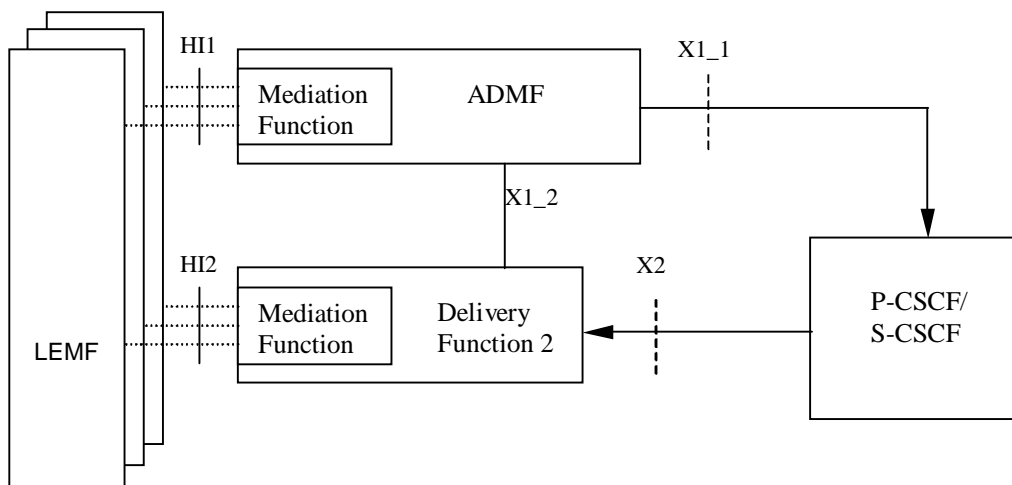 HI1
X1_1
Mediation
Function
ADMF
X1_2
HI2
X2
Mediation
Function
Delivery
Function 2
P-CSCF/
S-CSCF
LEMF